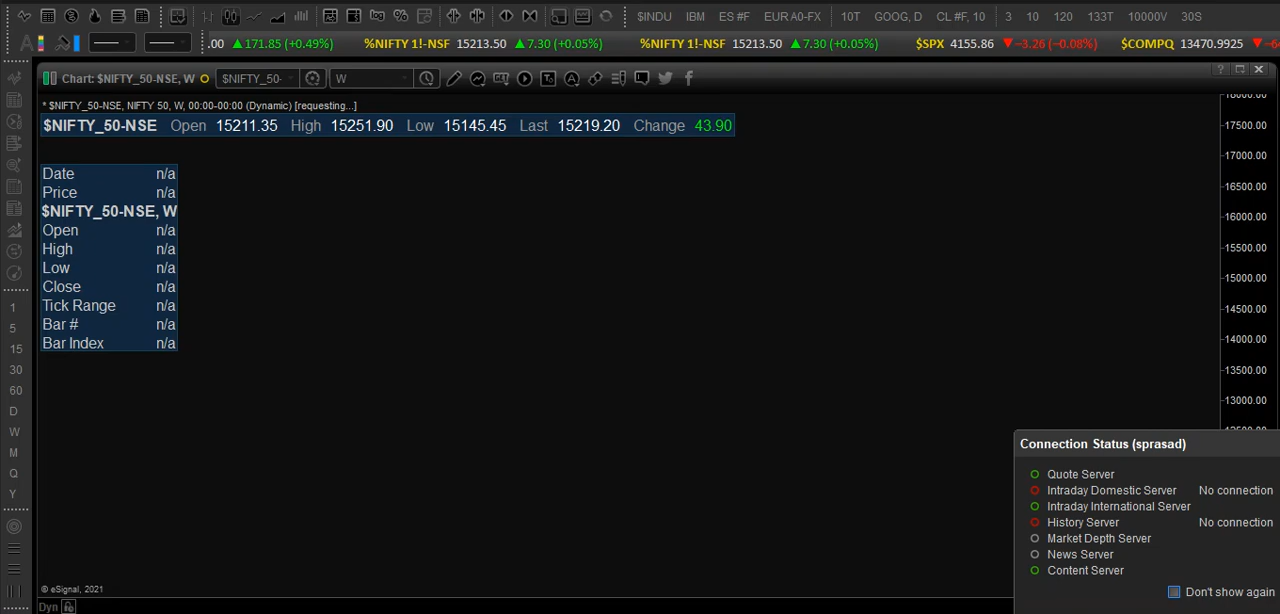 $INDU IBM ES #F EUR A0-FX 10T GOOG, D CL #F, 10 3 10 120 133T 10000V 30S
.00 ▲171.85 (+0.49%) %NIFTY 1!-NSF 15213.50 ▲7.30 (+0.05%) %NIFTY 1!-NSF 15213.50 ▲7.30 (+0.05%) $SPX 4155.86 ▼−3.26 (−0.08%) $COMPQ 13470.9925
Chart: $NIFTY_50-NSE, W $NIFTY_50- W
* $NIFTY_50-NSE, NIFTY 50, W, 00:00-00:00 (Dynamic) [requesting...]
$NIFTY_50-NSE Open 15211.35 High 15251.90 Low 15145.45 Last 15219.20 Change 43.90
Date n/a
Price n/a
$NIFTY_50-NSE, W
Open n/a
High n/a
Low n/a
Close n/a
Tick Range n/a
Bar # n/a
Bar Index n/a
1
5
15
30
60
D
W
M
Q
Y
18000.00
17500.00
17000.00
16500.00
16000.00
15500.00
15000.00
14500.00
14000.00
13500.00
13000.00
Connection Status (sprasad)
Quote Server
Intraday Domestic Server No connection
Intraday International Server
History Server No connection
Market Depth Server
News Server
Content Server
Don't show again
© eSignal, 2021
Dyn